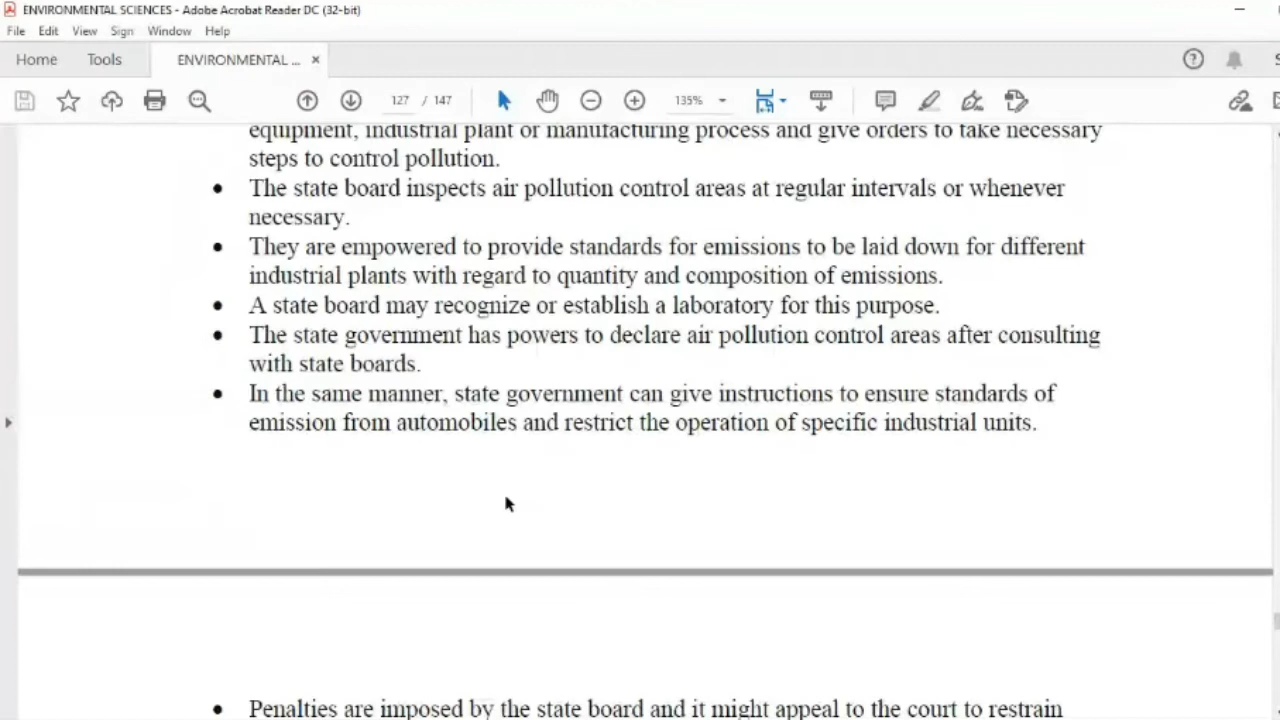 ENVIRONMENTAL SCIENCES - Adobe Acrobat Reader DC (32-bit)
File Edit View Sign Window Help
Home Tools ENVIRONMENTAL ... ×
127 / 147 135%
equipment, industrial plant or manufacturing process and give orders to take necessary
steps to control pollution.
• The state board inspects air pollution control areas at regular intervals or whenever
necessary.
• They are empowered to provide standards for emissions to be laid down for different
industrial plants with regard to quantity and composition of emissions.
• A state board may recognize or establish a laboratory for this purpose.
• The state government has powers to declare air pollution control areas after consulting
with state boards.
• In the same manner, state government can give instructions to ensure standards of
emission from automobiles and restrict the operation of specific industrial units.
• Penalties are imposed by the state board and it might appeal to the court to restrain